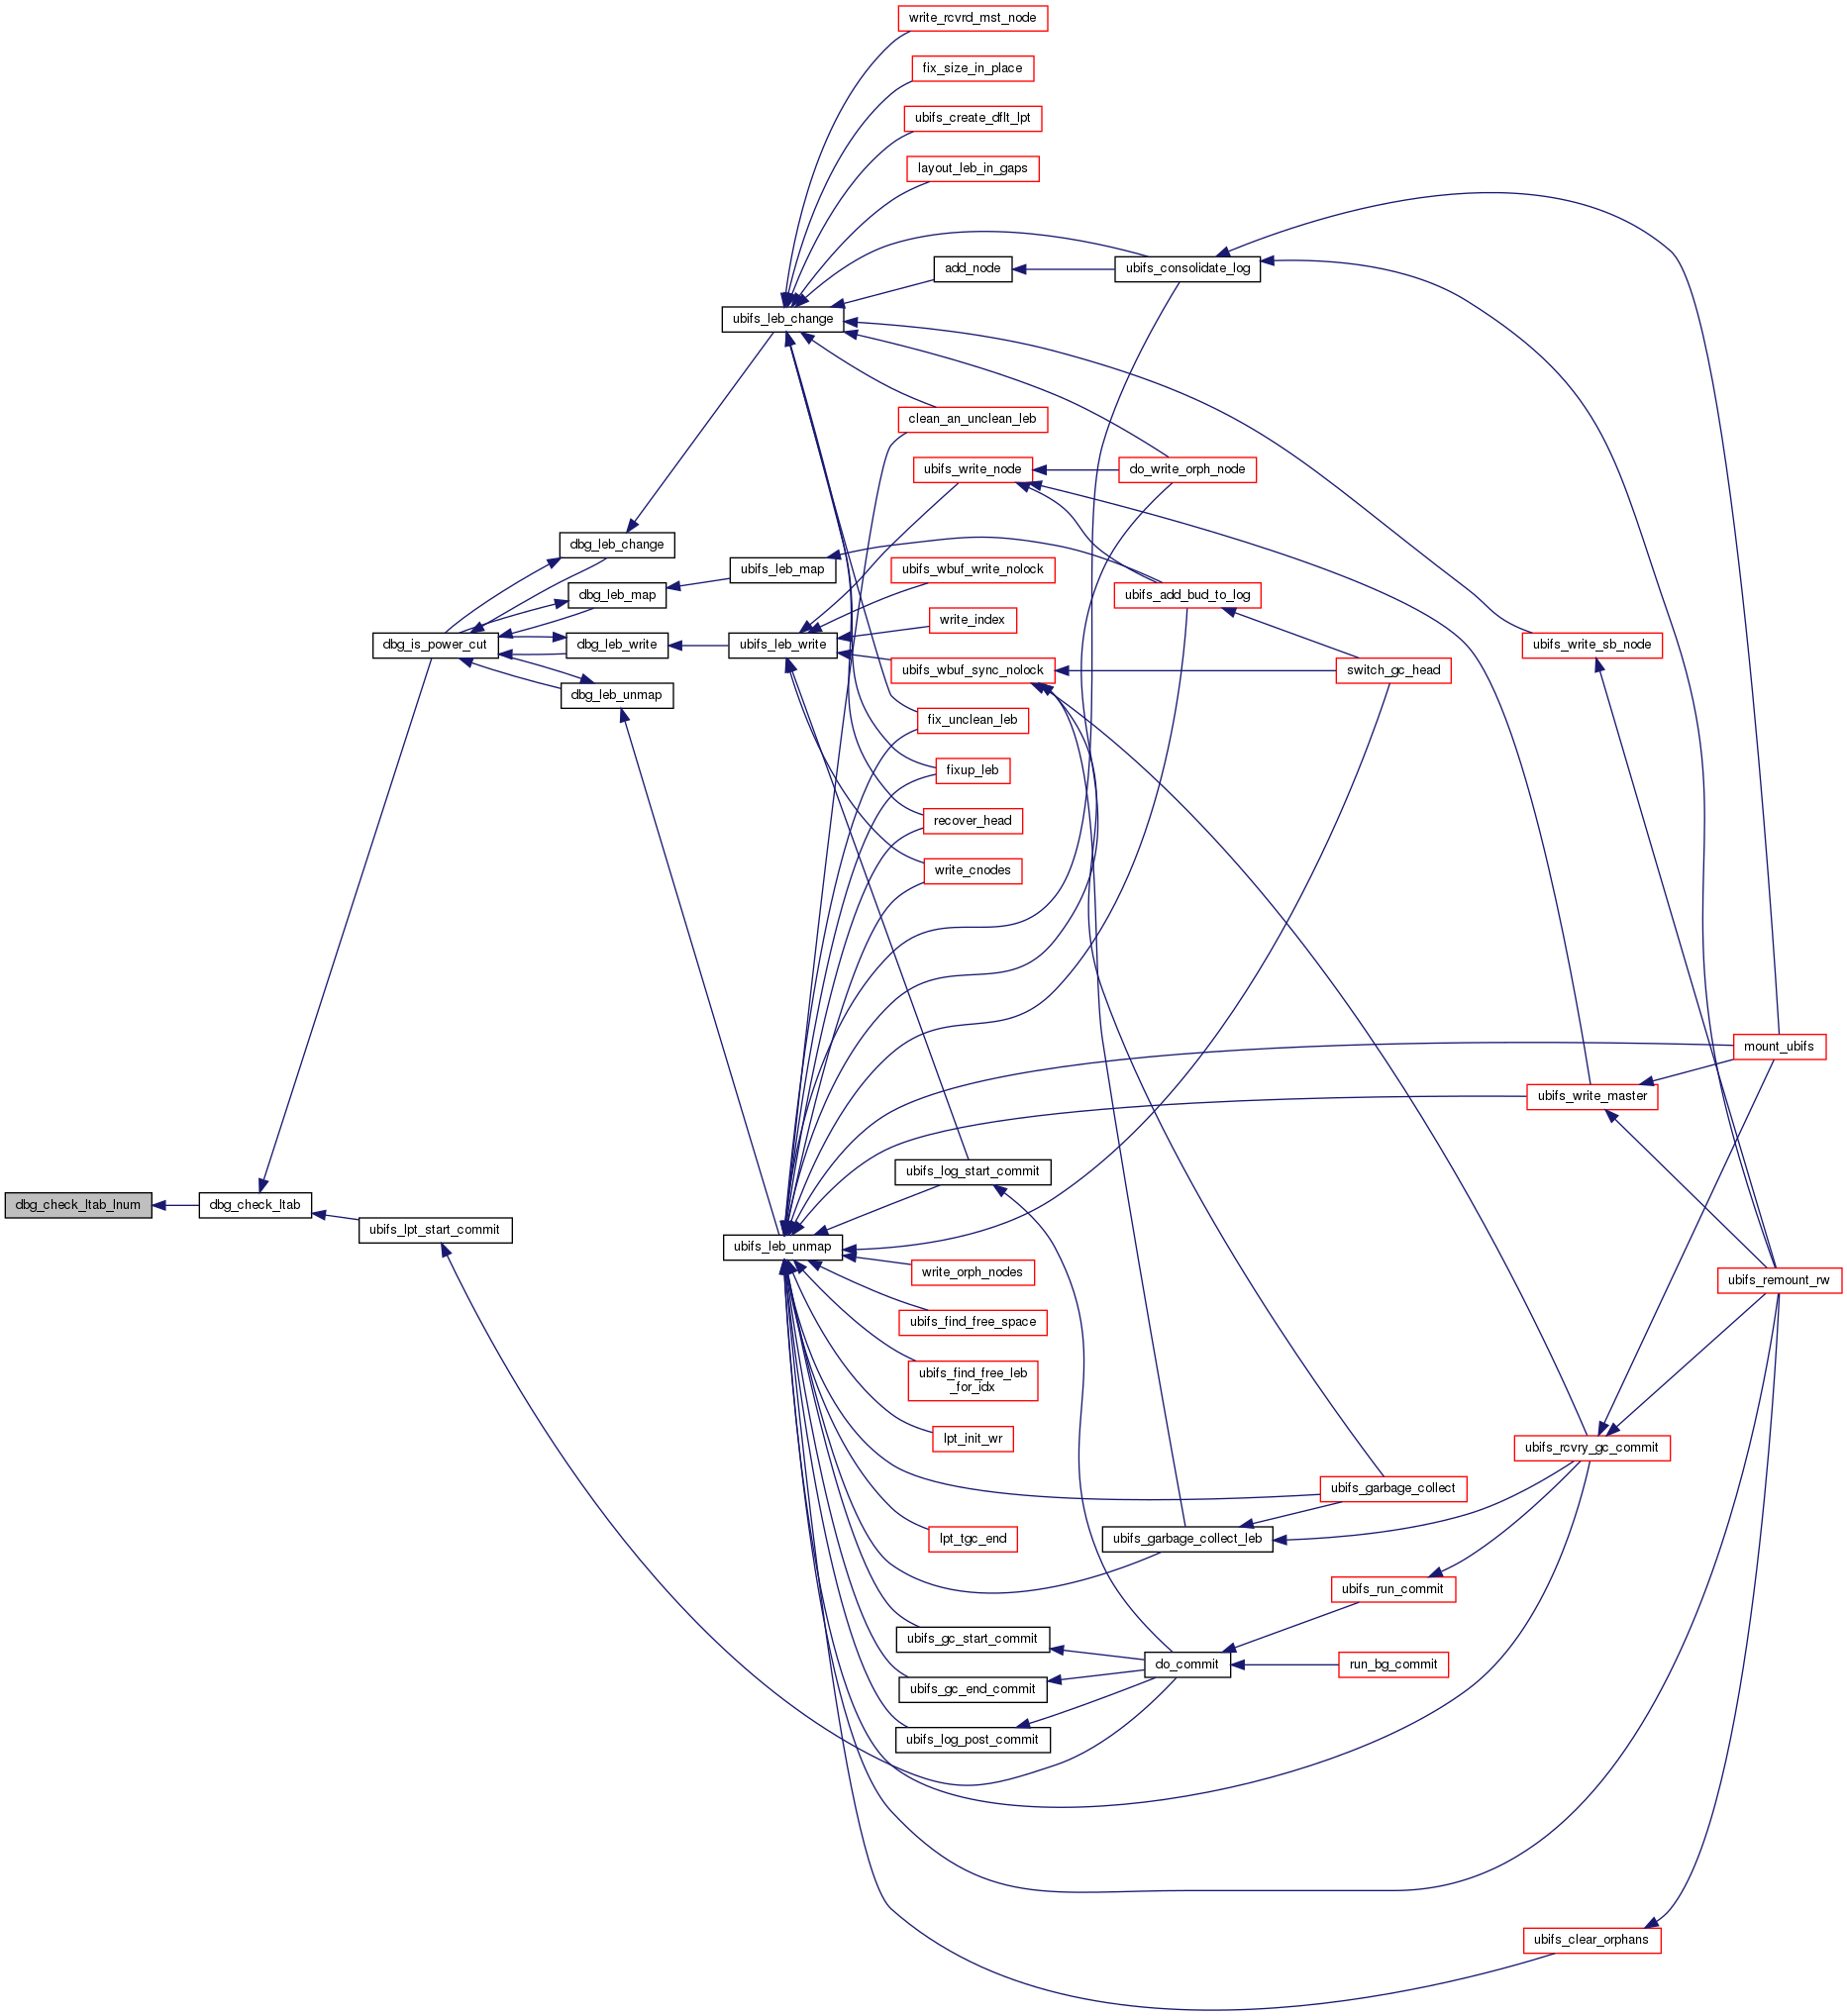 write_rcvrd_mst_node
fix_size_in_place
ubifs_create_dflt_lpt
layout_leb_in_gaps
add_node
ubifs_consolidate_log
ubifs_leb_change
clean_an_unclean_leb
ubifs_write_node
do_write_orph_node
dbg_leb_change
ubifs_leb_map
ubifs_wbuf_write_nolock
dbg_leb_map
ubifs_add_bud_to_log
write_index
dbg_is_power_cut
dbg_leb_write
ubifs_leb_write
ubifs_write_sb_node
ubifs_wbuf_sync_nolock
switch_gc_head
dbg_leb_unmap
fix_unclean_leb
fixup_leb
recover_head
write_cnodes
mount_ubifs
ubifs_write_master
ubifs_log_start_commit
dbg_check_ltab_lnum
dbg_check_ltab
ubifs_lpt_start_commit
ubifs_leb_unmap
write_orph_nodes
ubifs_remount_rw
ubifs_find_free_space
ubifs_find_free_leb
_for_idx
lpt_init_wr
ubifs_rcvry_gc_commit
ubifs_garbage_collect
lpt_tgc_end
ubifs_garbage_collect_leb
ubifs_run_commit
ubifs_gc_start_commit
do_commit
run_bg_commit
ubifs_gc_end_commit
ubifs_log_post_commit
ubifs_clear_orphans